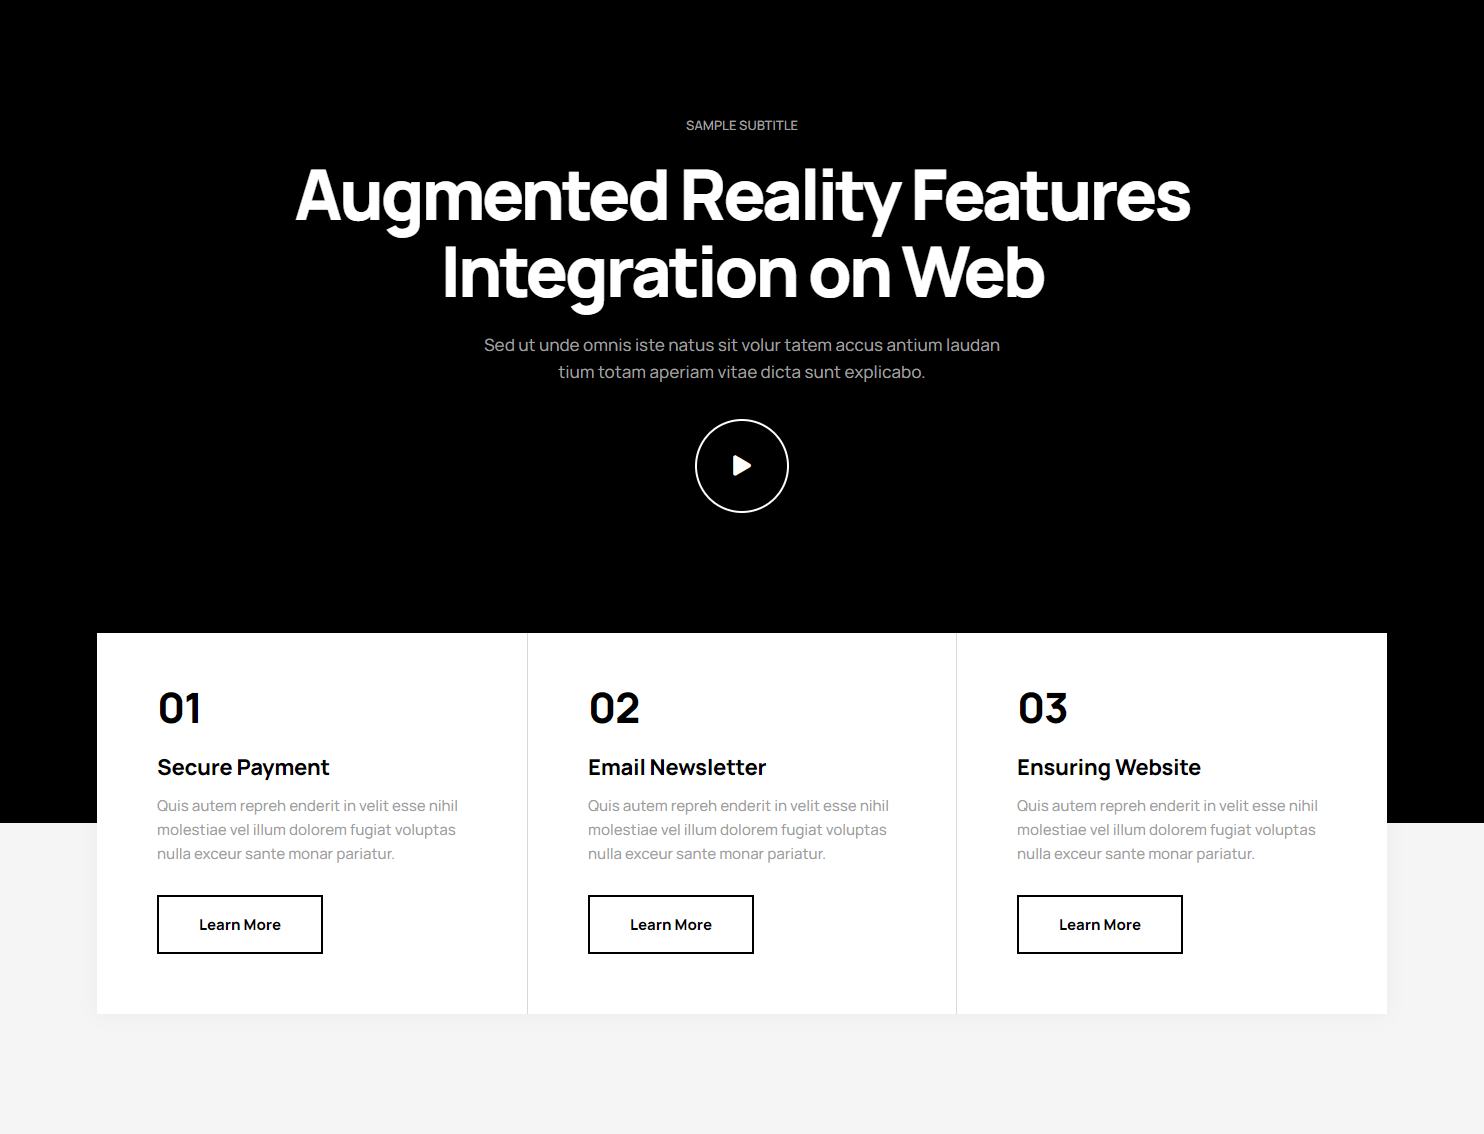 SAMPLE SUBTITLE
Augmented Reality Features
Integration on Web
Sed ut unde omnis iste natus sit volur tatem accus antium laudan
tium totam aperiam vitae dicta sunt explicabo.
01
Secure Payment
Quis autem repreh enderit in velit esse nihil
molestiae vel illum dolorem fugiat voluptas
nulla exceur sante monar pariatur.
Learn More
02
Email Newsletter
Quis autem repreh enderit in velit esse nihil
molestiae vel illum dolorem fugiat voluptas
nulla exceur sante monar pariatur.
Learn More
03
Ensuring Website
Quis autem repreh enderit in velit esse nihil
molestiae vel illum dolorem fugiat voluptas
nulla exceur sante monar pariatur.
Learn More